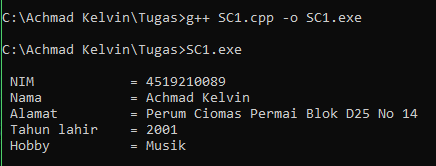 C:\Achmad Kelvin\Tugas>g++ SC1.cpp -o SC1.exe
C:\Achmad Kelvin\Tugas>SC1.exe
NIM = 4519210089
Nama = Achmad Kelvin
Alamat = Perum Ciomas Permai Blok D25 No 14
Tahun lahir = 2001
Hobby = Musik